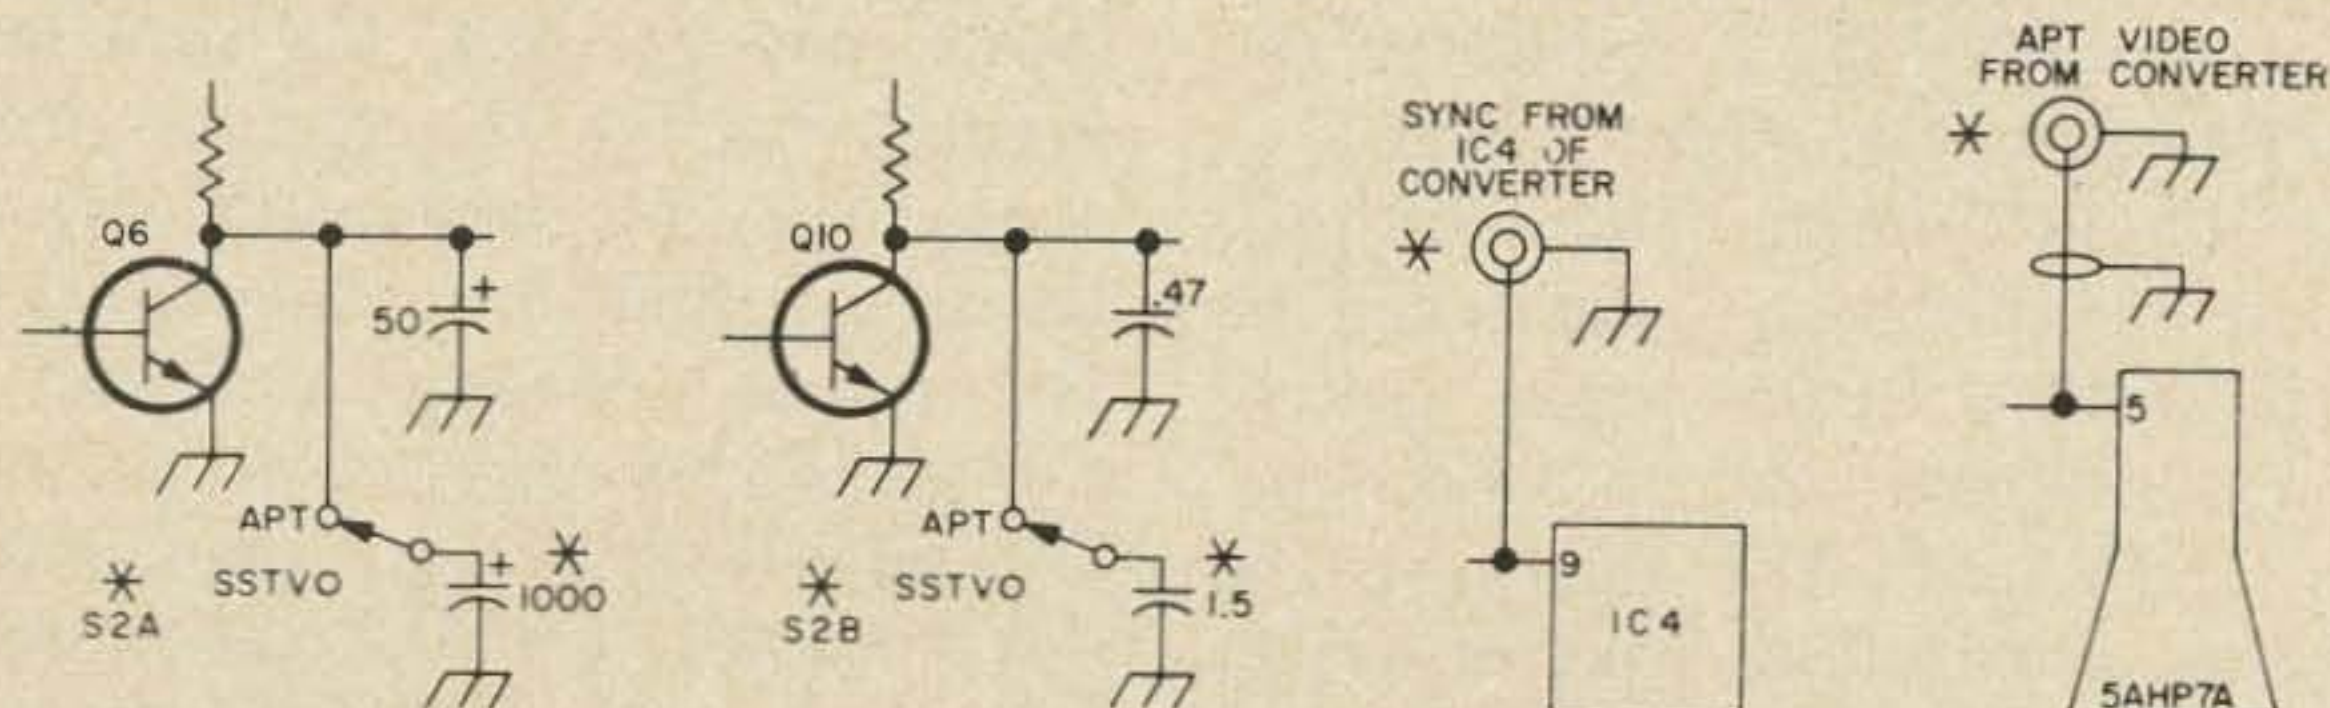 APT VIDEO
FROM CONVERTER
*
SYNC FROM
IC4 OF
CONVERTER
*
Q6
Q10
+
50
.47
5
APT
*
+
1000
SSTVO
*
S2A
APT
*
1.5
SSTVO
*
S2B
9
IC4
5AHP7A